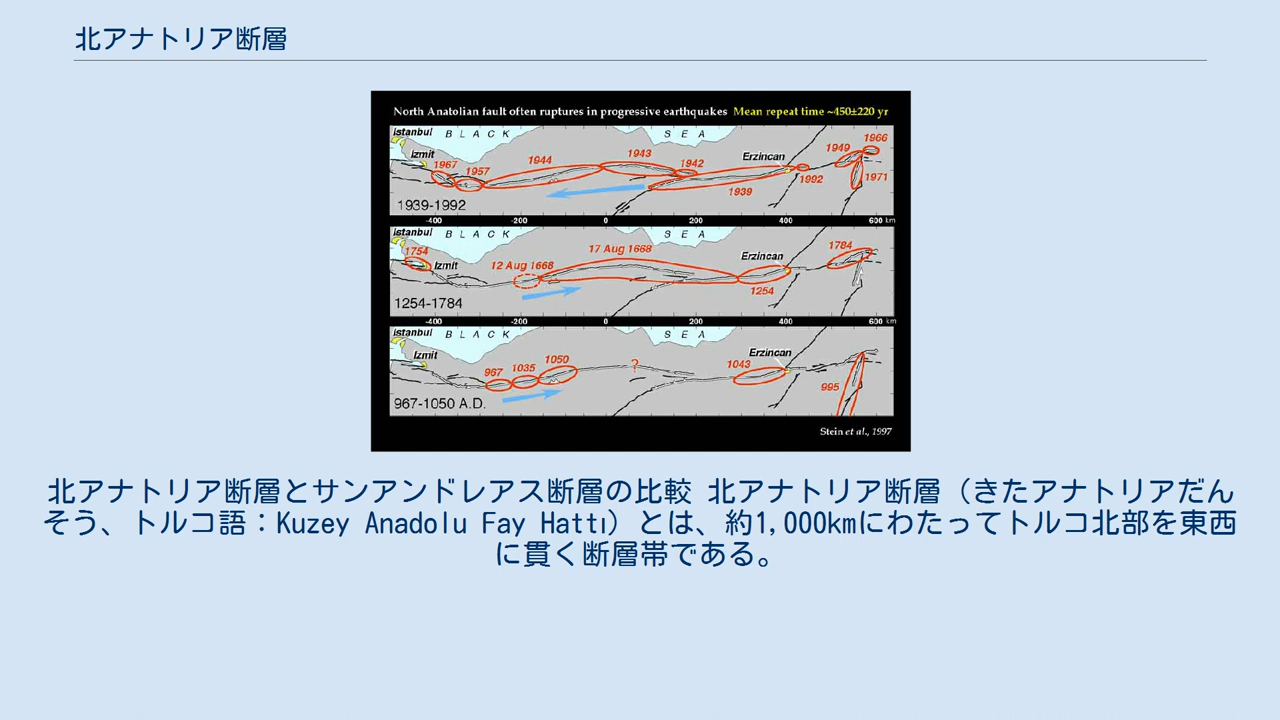 北アナトリア断層
North Anatolian fault often ruptures in progressive earthquakes Mean repeat time ~450±220 yr
Istanbul BLACK SEA
Izmit 1967 1957 1944 1943 1942 1939 Erzincan 1992 1949 1966 1971
1939-1992
-400 -200 0 200 400 600 km
Istanbul BLACK SEA
1754 Izmit 12 Aug 1668 17 Aug 1668 1254 Erzincan 1784
1254-1784
-400 -200 0 200 400 600 km
Istanbul BLACK SEA
Izmit 967 1035 1050 ? 1043 Erzincan 995
967-1050 A.D.
Stein et al., 1997
北アナトリア断層とサンアンドレアス断層の比較 北アナトリア断層（きたアナトリアだん
そう、トルコ語：Kuzey Anadolu Fay Hattı）とは、約1,000kmにわたってトルコ北部を東西
に貫く断層帯である。